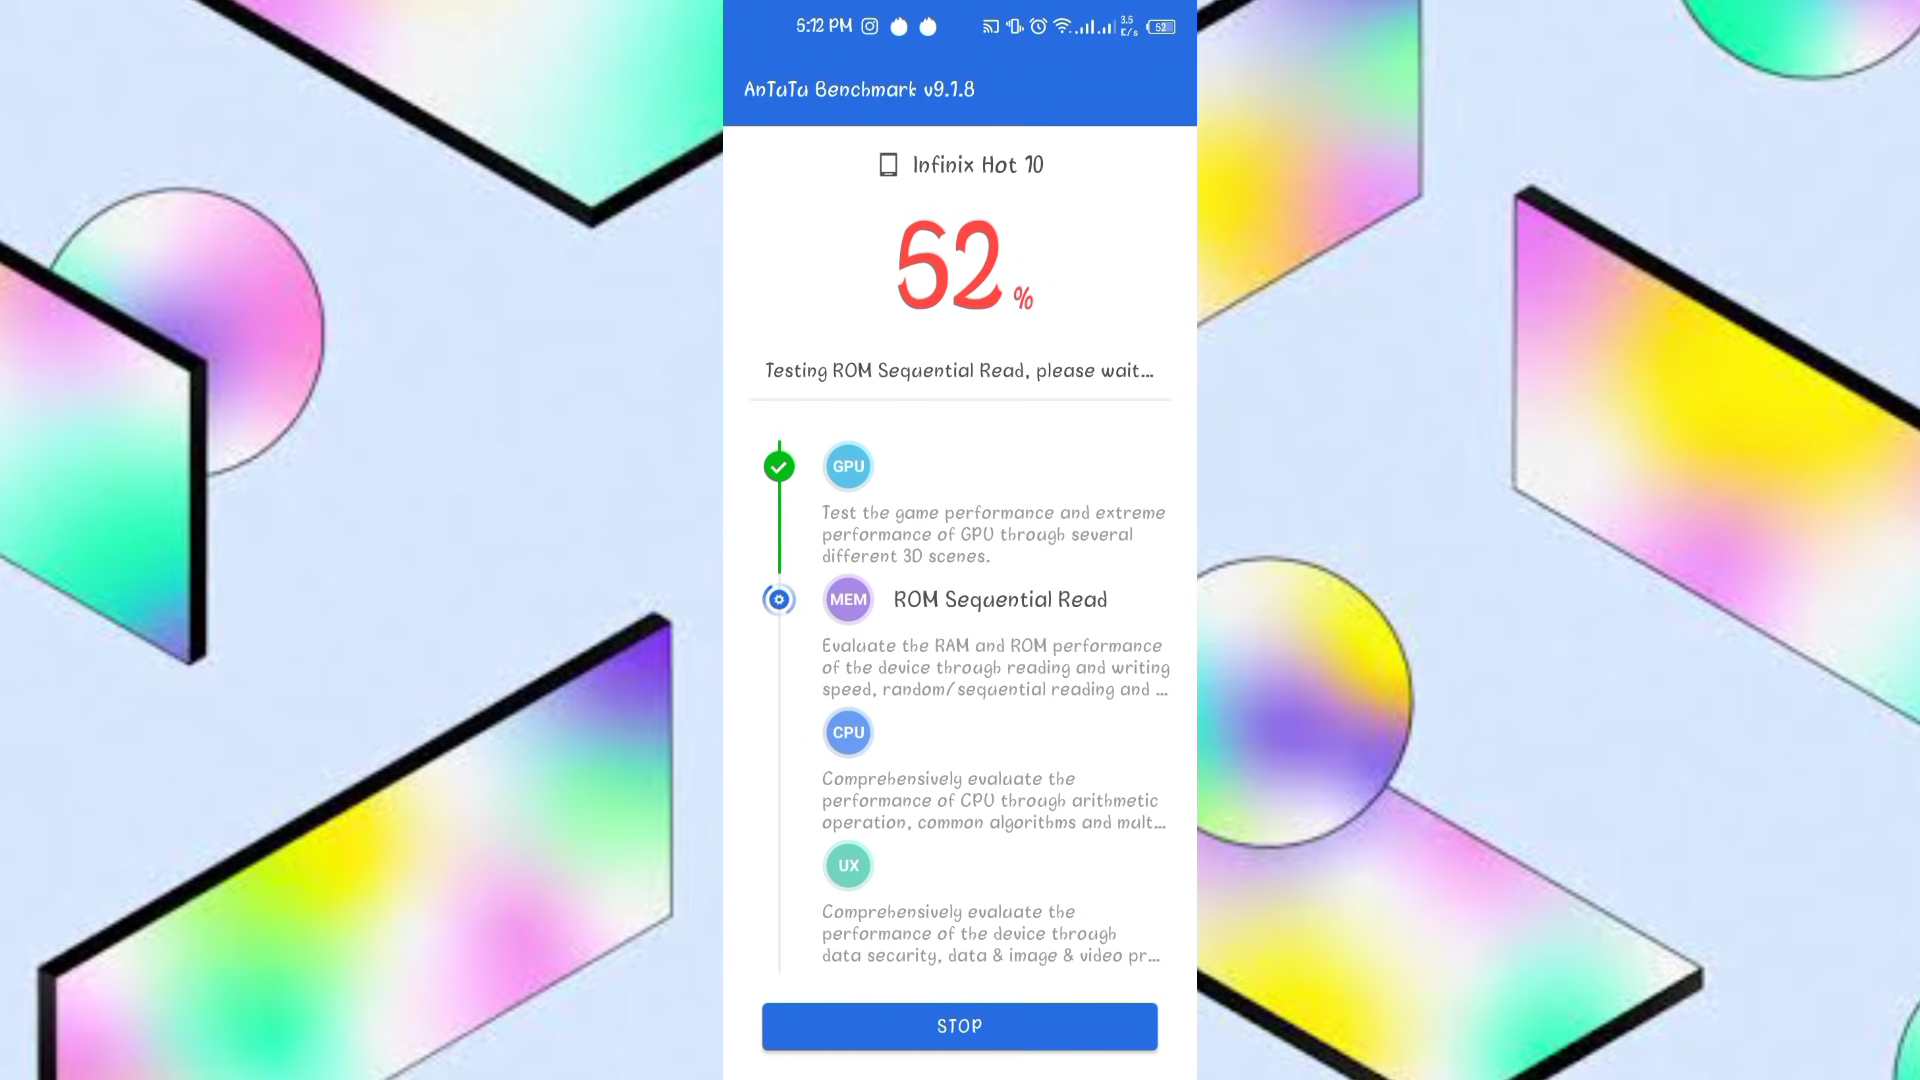 5:12 PM 3.5 K/s 52
AnTuTu Benchmark v9.1.8
Infinix Hot 10
52 %
Testing ROM Sequential Read, please wait...
GPU
Test the game performance and extreme
performance of GPU through several
different 3D scenes.
MEM ROM Sequential Read
Evaluate the RAM and ROM performance
of the device through reading and writing
speed, random/sequential reading and ...
CPU
Comprehensively evaluate the
performance of CPU through arithmetic
operation, common algorithms and mult...
UX
Comprehensively evaluate the
performance of the device through
data security, data & image & video pr...
STOP